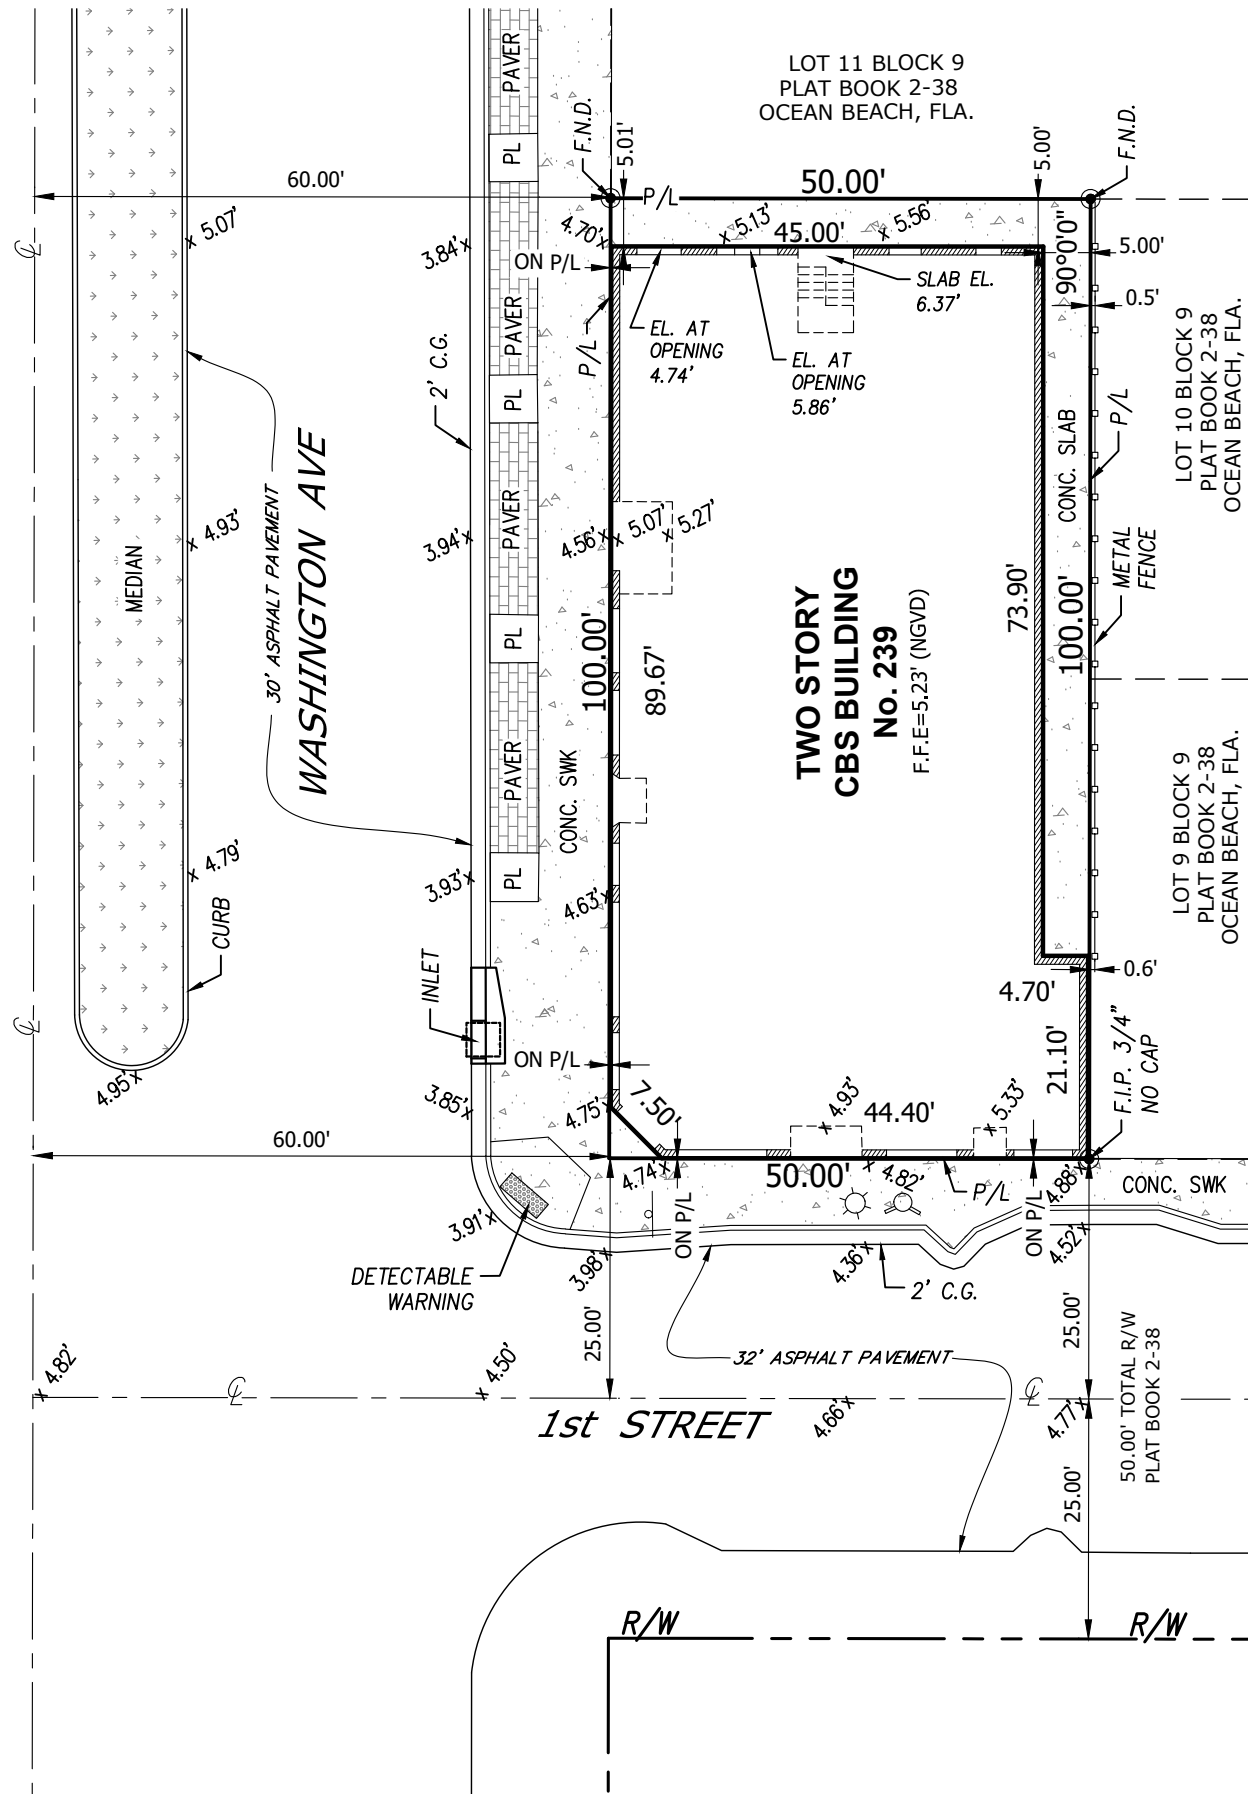 LOT 11 BLOCK 9
PLAT BOOK 2-38
OCEAN BEACH, FLA.
PAVER
PL
F.N.D.
5.01'
5.00'
F.N.D.
60.00'
P/L
50.00'
5.07'
3.84'
4.70'
5.13'
45.00'
5.56'
90°0'0"
5.00'
ON P/L
SLAB EL.
6.37'
0.5'
EL. AT
OPENING
4.74'
EL. AT
OPENING
5.86'
P/L
PAVER
2' C.G.
PL
LOT 10 BLOCK 9
PLAT BOOK 2-38
OCEAN BEACH, FLA.
CONC. SLAB
P/L
30' ASPHALT PAVEMENT
WASHINGTON AVE
MEDIAN
4.93'
3.94'
PAVER
4.56'
5.07'
5.27'
METAL
FENCE
73.90'
100.00'
TWO STORY
CBS BUILDING
No. 239
F.F.E=5.23' (NGVD)
PL
100.00'
89.67'
PAVER
CONC. SWK
PL
LOT 9 BLOCK 9
PLAT BOOK 2-38
OCEAN BEACH, FLA.
4.79'
3.93'
4.63'
CURB
INLET
4.70'
0.6'
21.10'
F.I.P. 3/4"
NO CAP
ON P/L
4.95'
3.85'
4.75'
7.50'
4.93'
44.40'
5.33'
60.00'
4.74'
50.00'
4.82'
P/L
4.88'
CONC. SWK
3.91'
3.98'
ON P/L
4.36'
2' C.G.
ON P/L
4.52'
DETECTABLE
WARNING
25.00'
25.00'
50.00' TOTAL R/W
PLAT BOOK 2-38
4.82'
4.50'
32' ASPHALT PAVEMENT
1st STREET
4.66'
4.77'
25.00'
R/W
R/W